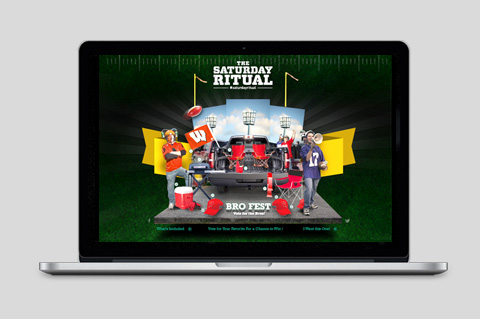 THE
SATURDAY
RITUAL
#saturdayritual
W
BRO FEST
Vote for the Bros!
What's Included
Vote for Your Favorite For a Chance to Win!
I Want this One!